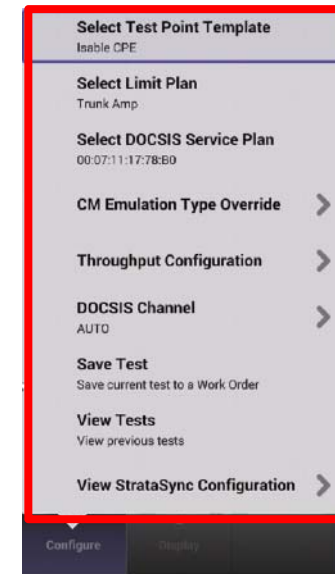 Select Test Point Template
Isable CPE
Select Limit Plan
Trunk Amp
Select DOCSIS Service Plan
00:07:11:17:78:B0
CM Emulation Type Override
Throughput Configuration
DOCSIS Channel
AUTO
Save Test
Save current test to a Work Order
View Tests
View previous tests
View StrataSync Configuration
Configure
Display